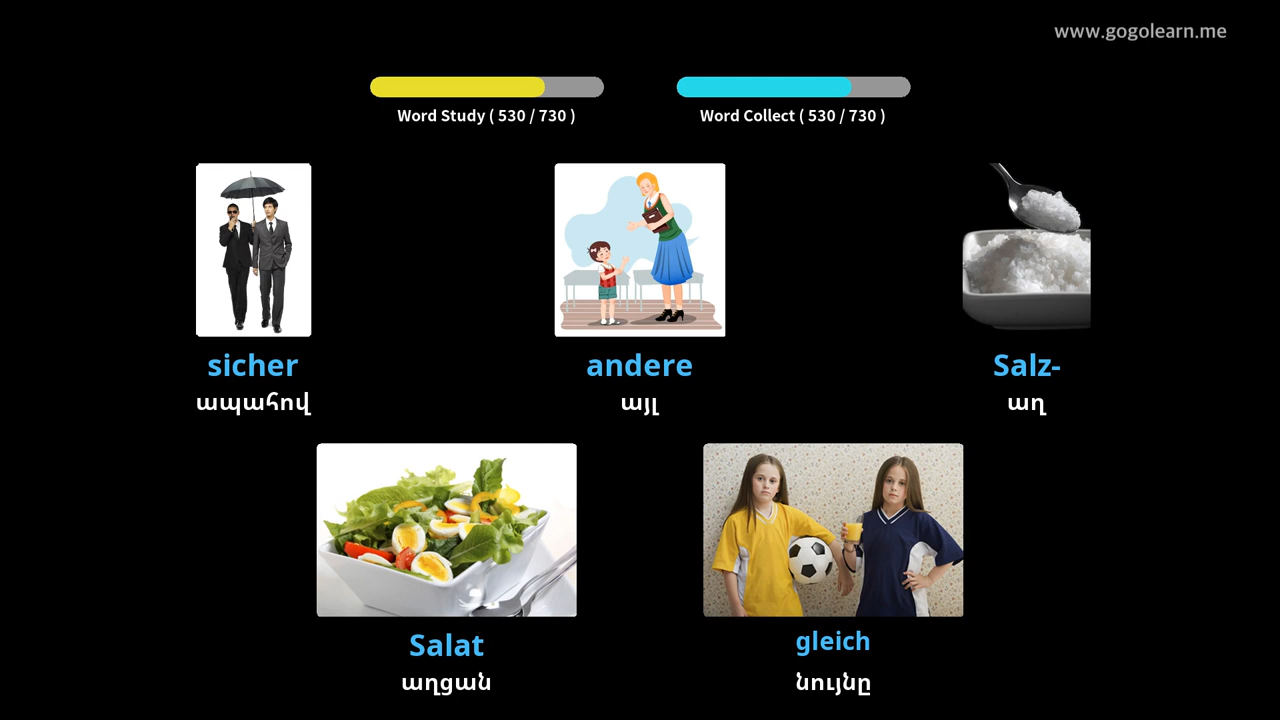 www.gogolearn.me
Word Study ( 530 / 730 )
Word Collect ( 530 / 730 )
sicher
ապահով
andere
այլ
Salz-
աղ
Salat
աղցան
gleich
նույնը